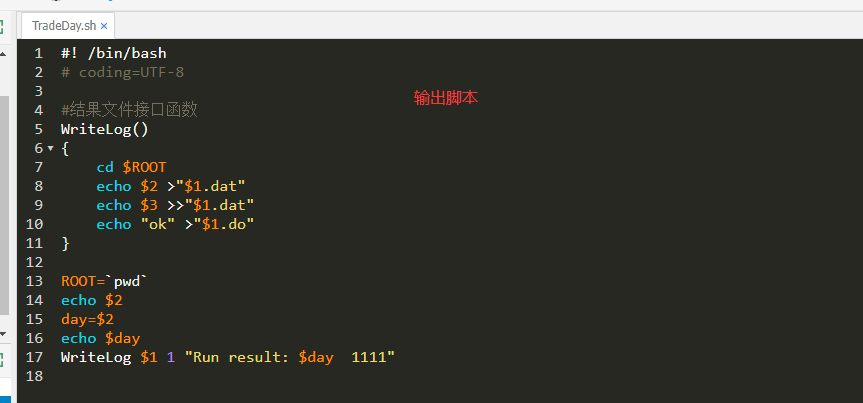 TradeDay.sh ×
1 #! /bin/bash
2 # coding=UTF-8
3
输出脚本
4 #结果文件接口函数
5 WriteLog()
6 {
7     cd $ROOT
8     echo $2 >"$1.dat"
9     echo $3 >>"$1.dat"
10     echo "ok" >"$1.do"
11 }
12
13 ROOT=`pwd`
14 echo $2
15 day=$2
16 echo $day
17 WriteLog $1 1 "Run result: $day  1111"
18